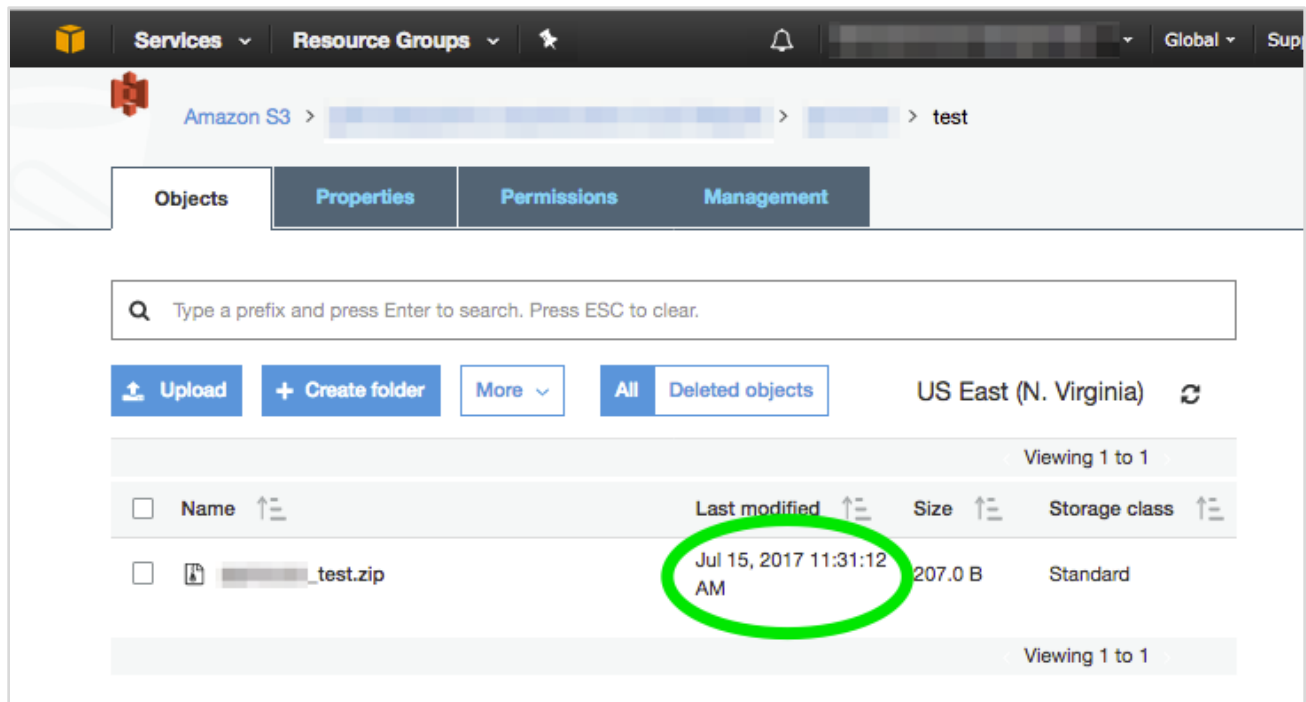 Services Resource Groups Global Sup
Amazon S3 > > > test
Objects Properties Permissions Management
Type a prefix and press Enter to search. Press ESC to clear.
Upload + Create folder More All Deleted objects US East (N. Virginia)
Viewing 1 to 1
Name Last modified Size Storage class
_test.zip Jul 15, 2017 11:31:12 207.0 B Standard
AM
Viewing 1 to 1